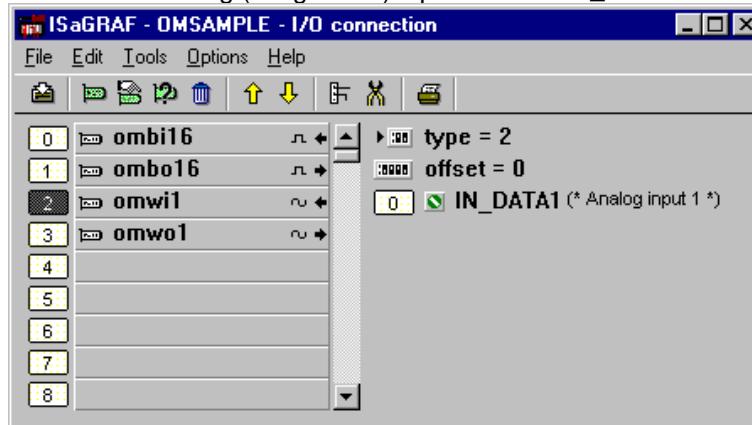 ISaGRAF - OMSAMPLE - I/O connection
File Edit Tools Options Help
0 ombi16
1 ombo16
2 omwi1
3 omwo1
4
5
6
7
8
type = 2
offset = 0
0 IN_DATA1 (* Analog input 1 *)